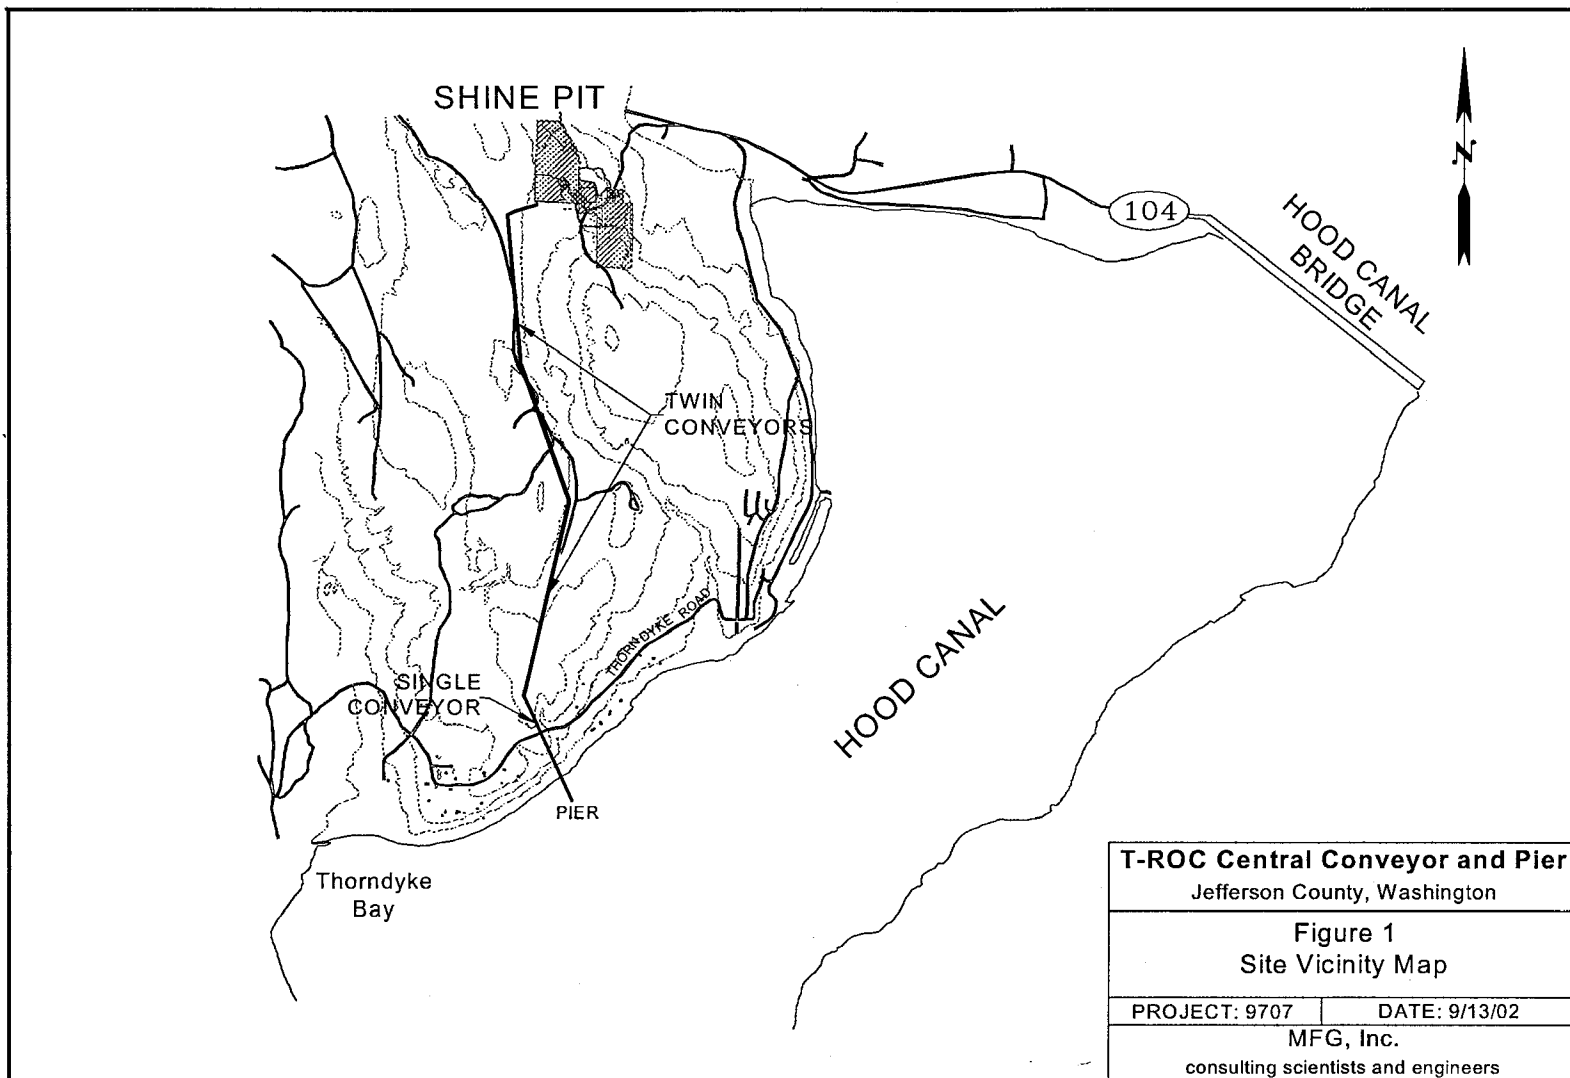 SHINE PIT
N
104
HOOD CANAL
BRIDGE
TWIN
CONVEYORS
THORNDYKE ROAD
HOOD CANAL
SINGLE
CONVEYOR
PIER
Thorndyke
Bay
T-ROC Central Conveyor and Pier
Jefferson County, Washington
Figure 1
Site Vicinity Map
PROJECT: 9707 DATE: 9/13/02
MFG, Inc.
consulting scientists and engineers